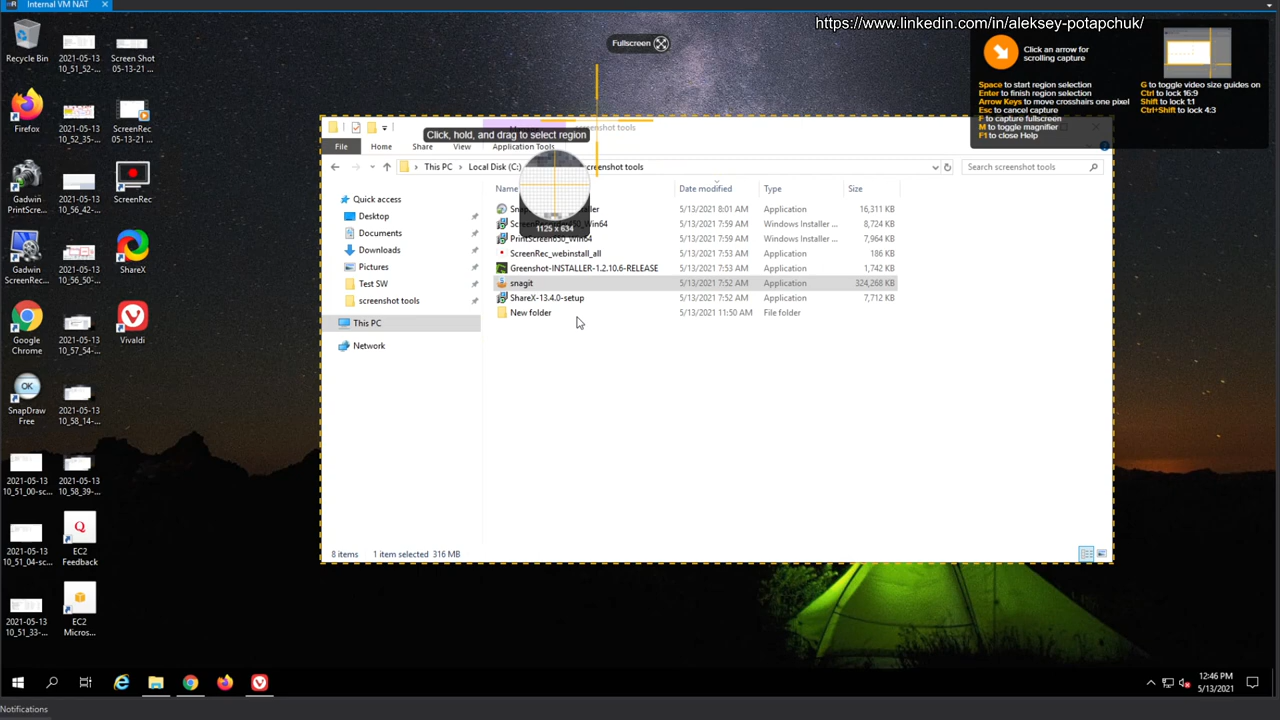 Internal VM NAT
https://www.linkedin.com/in/aleksey-potapchuk/
Fullscreen
Click an arrow for
scrolling capture
Space to start region selection
Enter to finish region selection
Arrow Keys to move crosshairs one pixel
Esc to cancel capture
F to capture fullscreen
M to toggle magnifier
F1 to close Help
G to toggle video size guides on
Ctrl to lock 16:9
Shift to lock 1:1
Ctrl+Shift to lock 4:3
Recycle Bin
2021-05-13
10_51_52-...
Screen Shot
05-13-21 ...
Firefox
2021-05-13
10_52_35-...
ScreenRec
Gadwin
PrintScre...
2021-05-13
10_56_42-...
ScreenRec
Gadwin
ScreenRec...
2021-05-13
10_56_50-...
ShareX
Google
Chrome
2021-05-13
10_57_54-...
Vivaldi
SnapDraw
Free
2021-05-13
10_58_14-...
2021-05-13
10_51_00-sc...
2021-05-13
10_58_39-...
2021-05-13
10_51_04-sc...
EC2
Feedback
2021-05-13
10_51_33-...
EC2
Micros...
Click, hold, and drag to select region
screenshot tools
File
Home
Share
View
Application Tools
This PC
Local Disk (C:)
screenshot tools
Search screenshot tools
1125 x 634
Quick access
Desktop
Documents
Downloads
Pictures
Test SW
screenshot tools
This PC
Network
Name
Date modified
Type
Size
5/13/2021 8:01 AM
Application
16,311 KB
5/13/2021 7:59 AM
Windows Installer ...
8,724 KB
PrintScreen650_Win64
5/13/2021 7:59 AM
Windows Installer ...
7,964 KB
ScreenRec_webinstall_all
5/13/2021 7:53 AM
Application
186 KB
Greenshot-INSTALLER-1.2.10.6-RELEASE
5/13/2021 7:53 AM
Application
1,742 KB
snagit
5/13/2021 7:52 AM
Application
324,268 KB
ShareX-13.4.0-setup
5/13/2021 7:52 AM
Application
7,712 KB
New folder
5/13/2021 11:50 AM
File folder
8 items
1 item selected 316 MB
12:46 PM
5/13/2021
Notifications